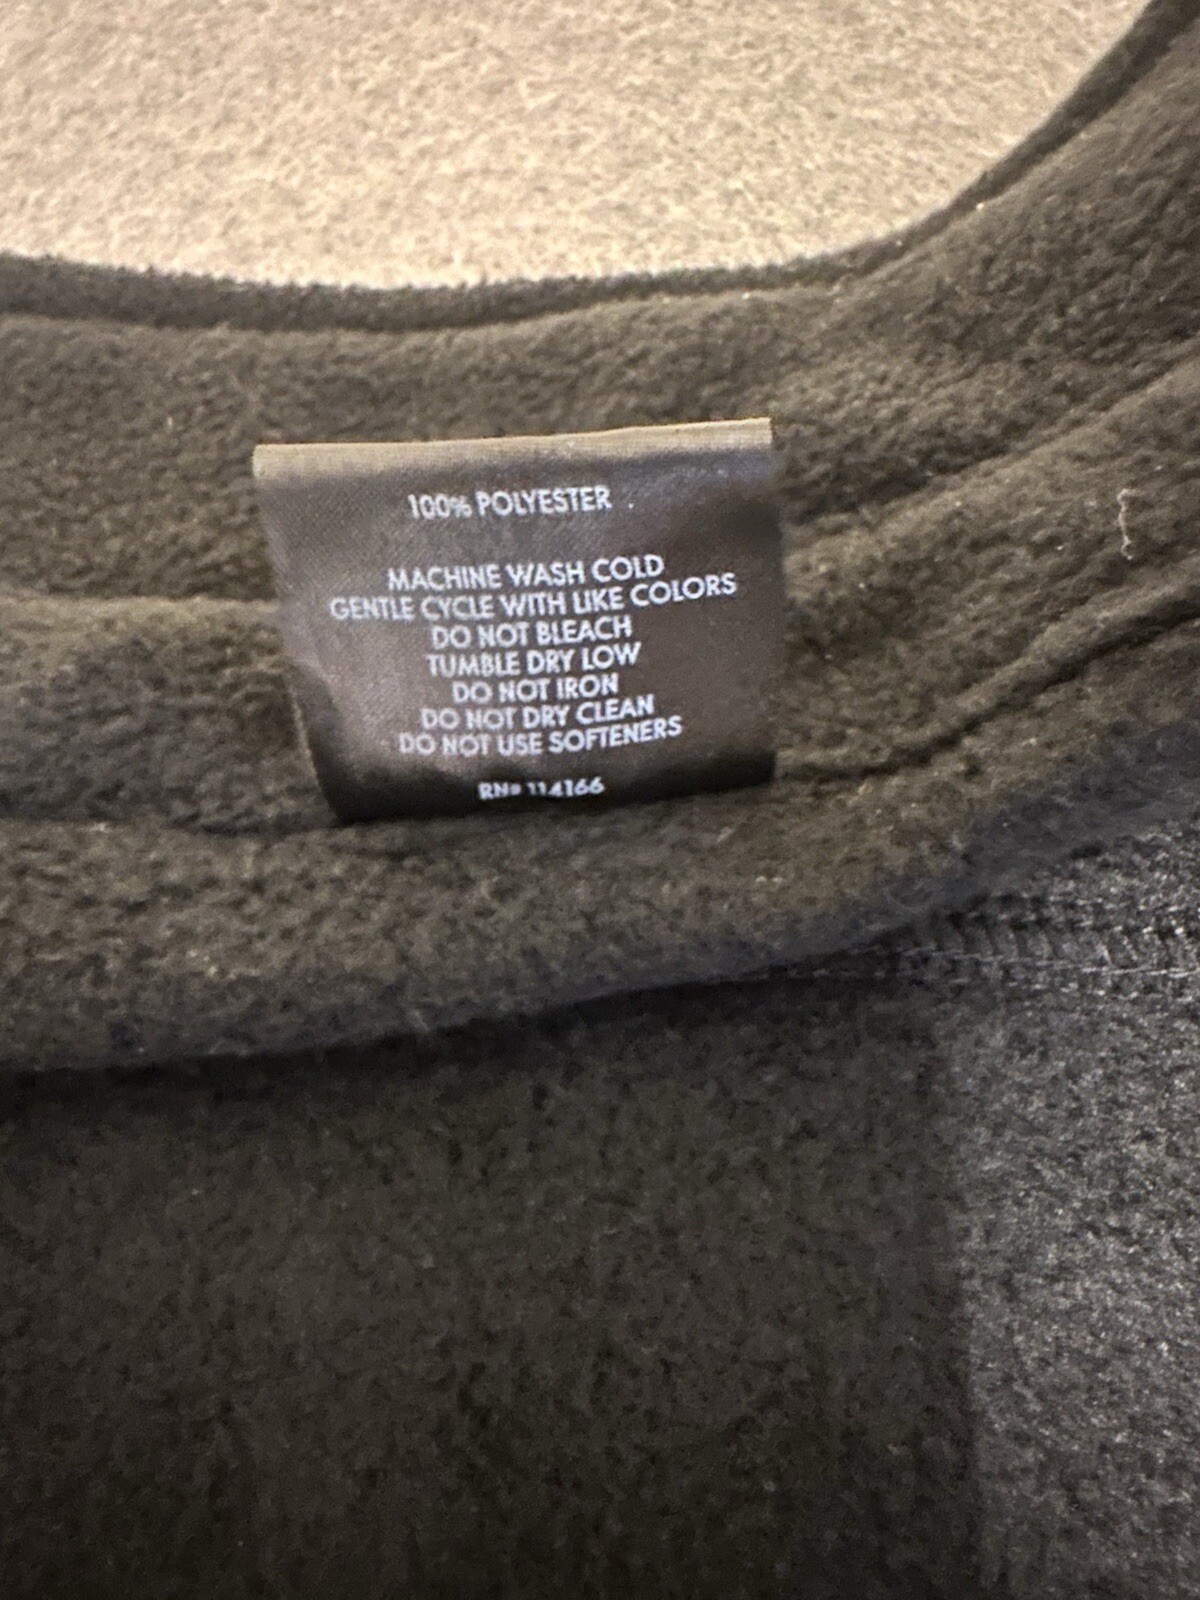 100% POLYESTER
MACHINE WASH COLD
GENTLE CYCLE WITH LIKE COLORS
DO NOT BLEACH
TUMBLE DRY LOW
DO NOT IRON
DO NOT DRY CLEAN
DO NOT USE SOFTENERS
RN# 114166